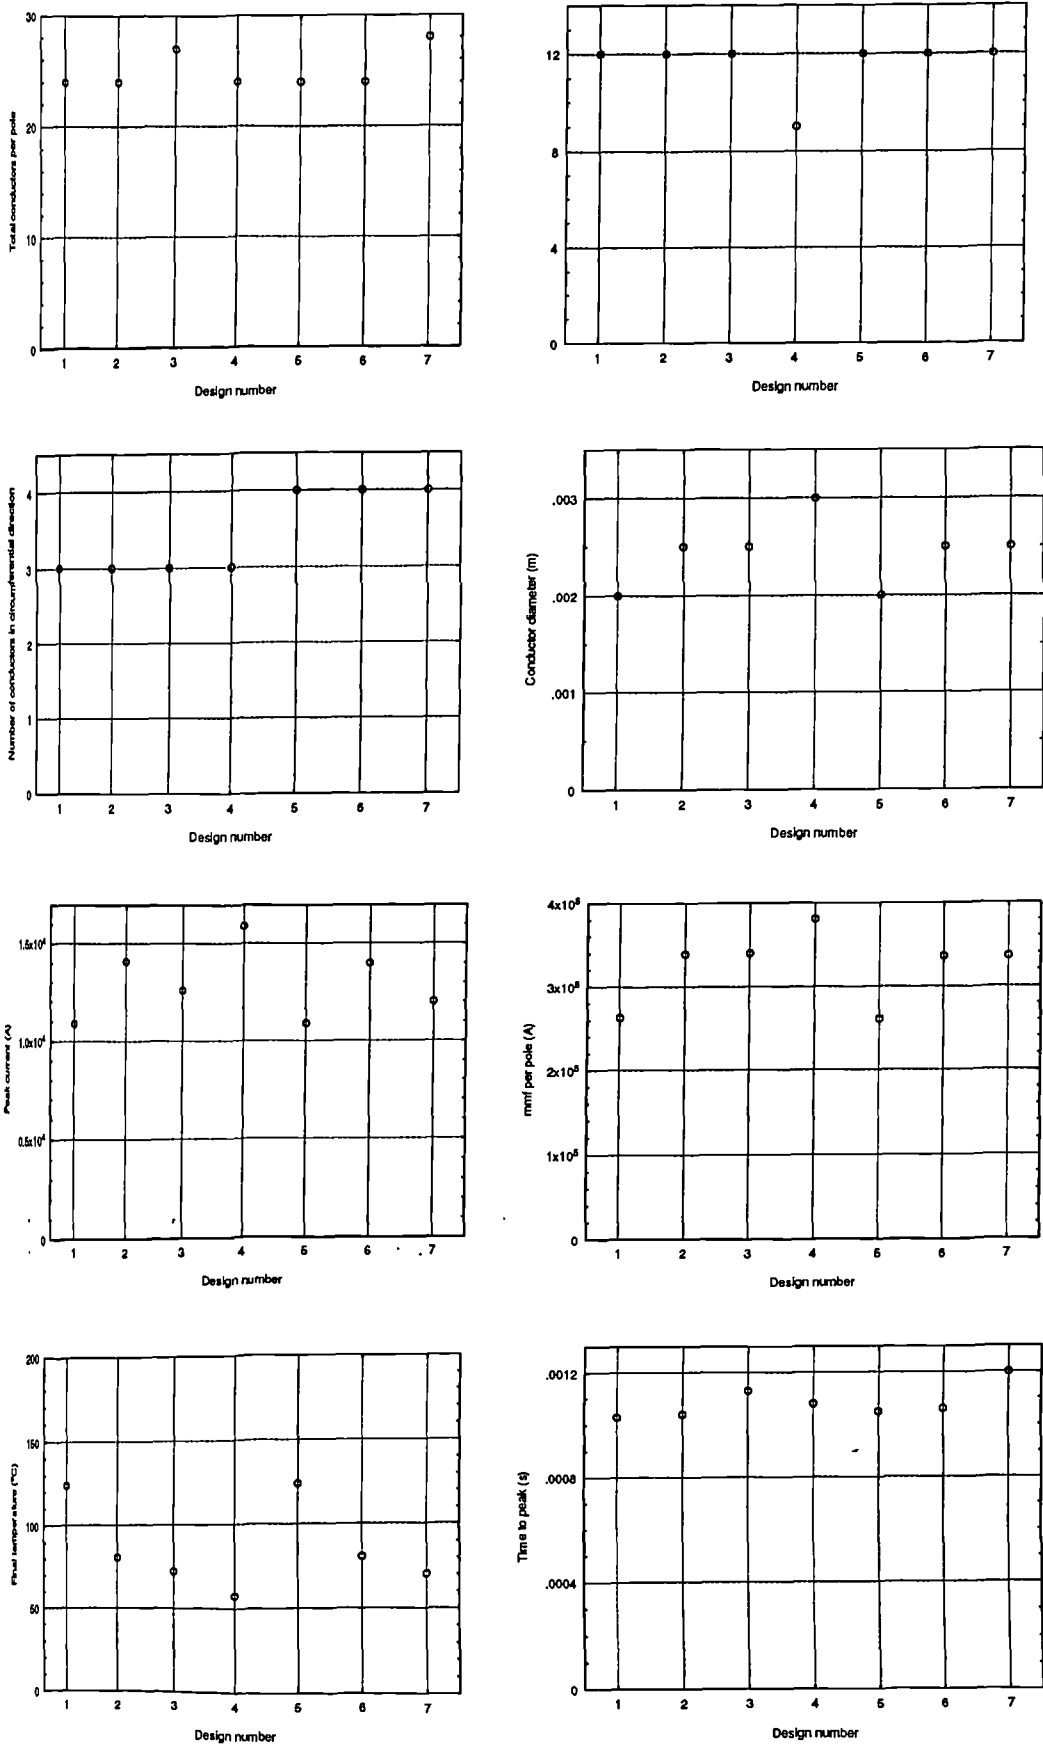 30
20
10
0
Total conductors per pole
1 2 3 4 5 6 7
Design number
12
8
4
0
1 2 3 4 5 6 7
Design number
4
3
2
1
0
Number of conductors in circumferential direction
1 2 3 4 5 6 7
Design number
.003
.002
.001
0
Conductor diameter (m)
1 2 3 4 5 6 7
Design number
1.5x10⁴
1.0x10⁴
0.5x10⁴
0
Peak current (A)
1 2 3 4 5 6 7
Design number
4x10⁵
3x10⁵
2x10⁵
1x10⁵
0
mmf per pole (A)
1 2 3 4 5 6 7
Design number
200
150
100
50
0
Final temperature (°C)
1 2 3 4 5 6 7
Design number
.0012
.0008
.0004
0
Time to peak (s)
1 2 3 4 5 6 7
Design number